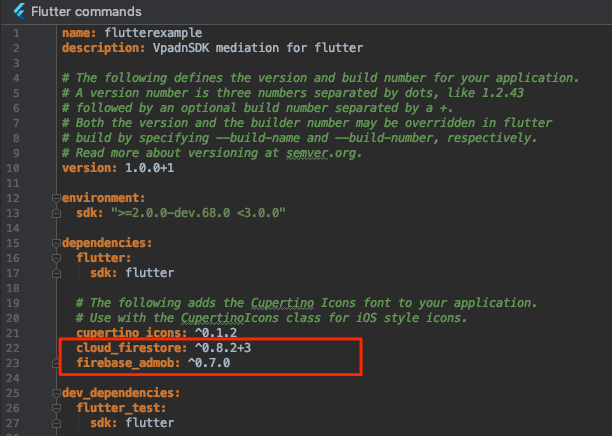 Flutter commands
1 name: flutterexample
2 description: VpadnSDK mediation for flutter
3
4 # The following defines the version and build number for your application.
5 # A version number is three numbers separated by dots, like 1.2.43
6 # followed by an optional build number separated by a +.
7 # Both the version and the builder number may be overridden in flutter
8 # build by specifying --build-name and --build-number, respectively.
9 # Read more about versioning at semver.org.
10 version: 1.0.0+1
11
12 environment:
13 sdk: ">=2.0.0-dev.68.0 <3.0.0"
14
15 dependencies:
16 flutter:
17 sdk: flutter
18
19 # The following adds the Cupertino Icons font to your application.
20 # Use with the CupertinoIcons class for iOS style icons.
21 cupertino_icons: ^0.1.2
22 cloud_firestore: ^0.8.2+3
23 firebase_admob: ^0.7.0
24
25 dev_dependencies:
26 flutter_test:
27 sdk: flutter